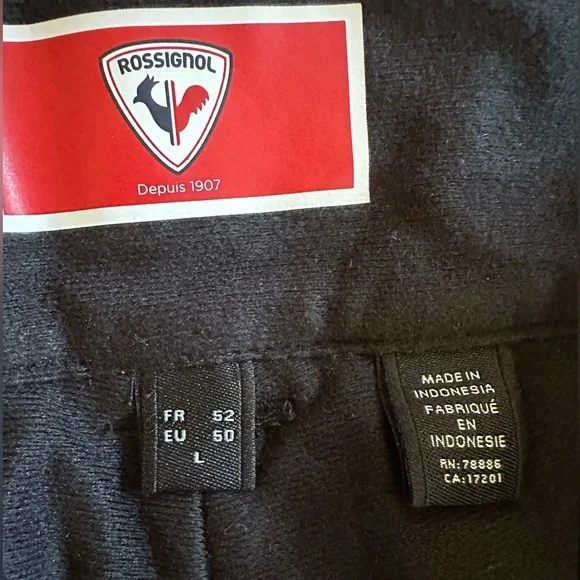 ROSSIGNOL
Depuis 1907
FR 52
EU 50
L
MADE IN
INDONESIA
FABRIQUÉ
EN
INDONESIE
RN:78886
CA:17201